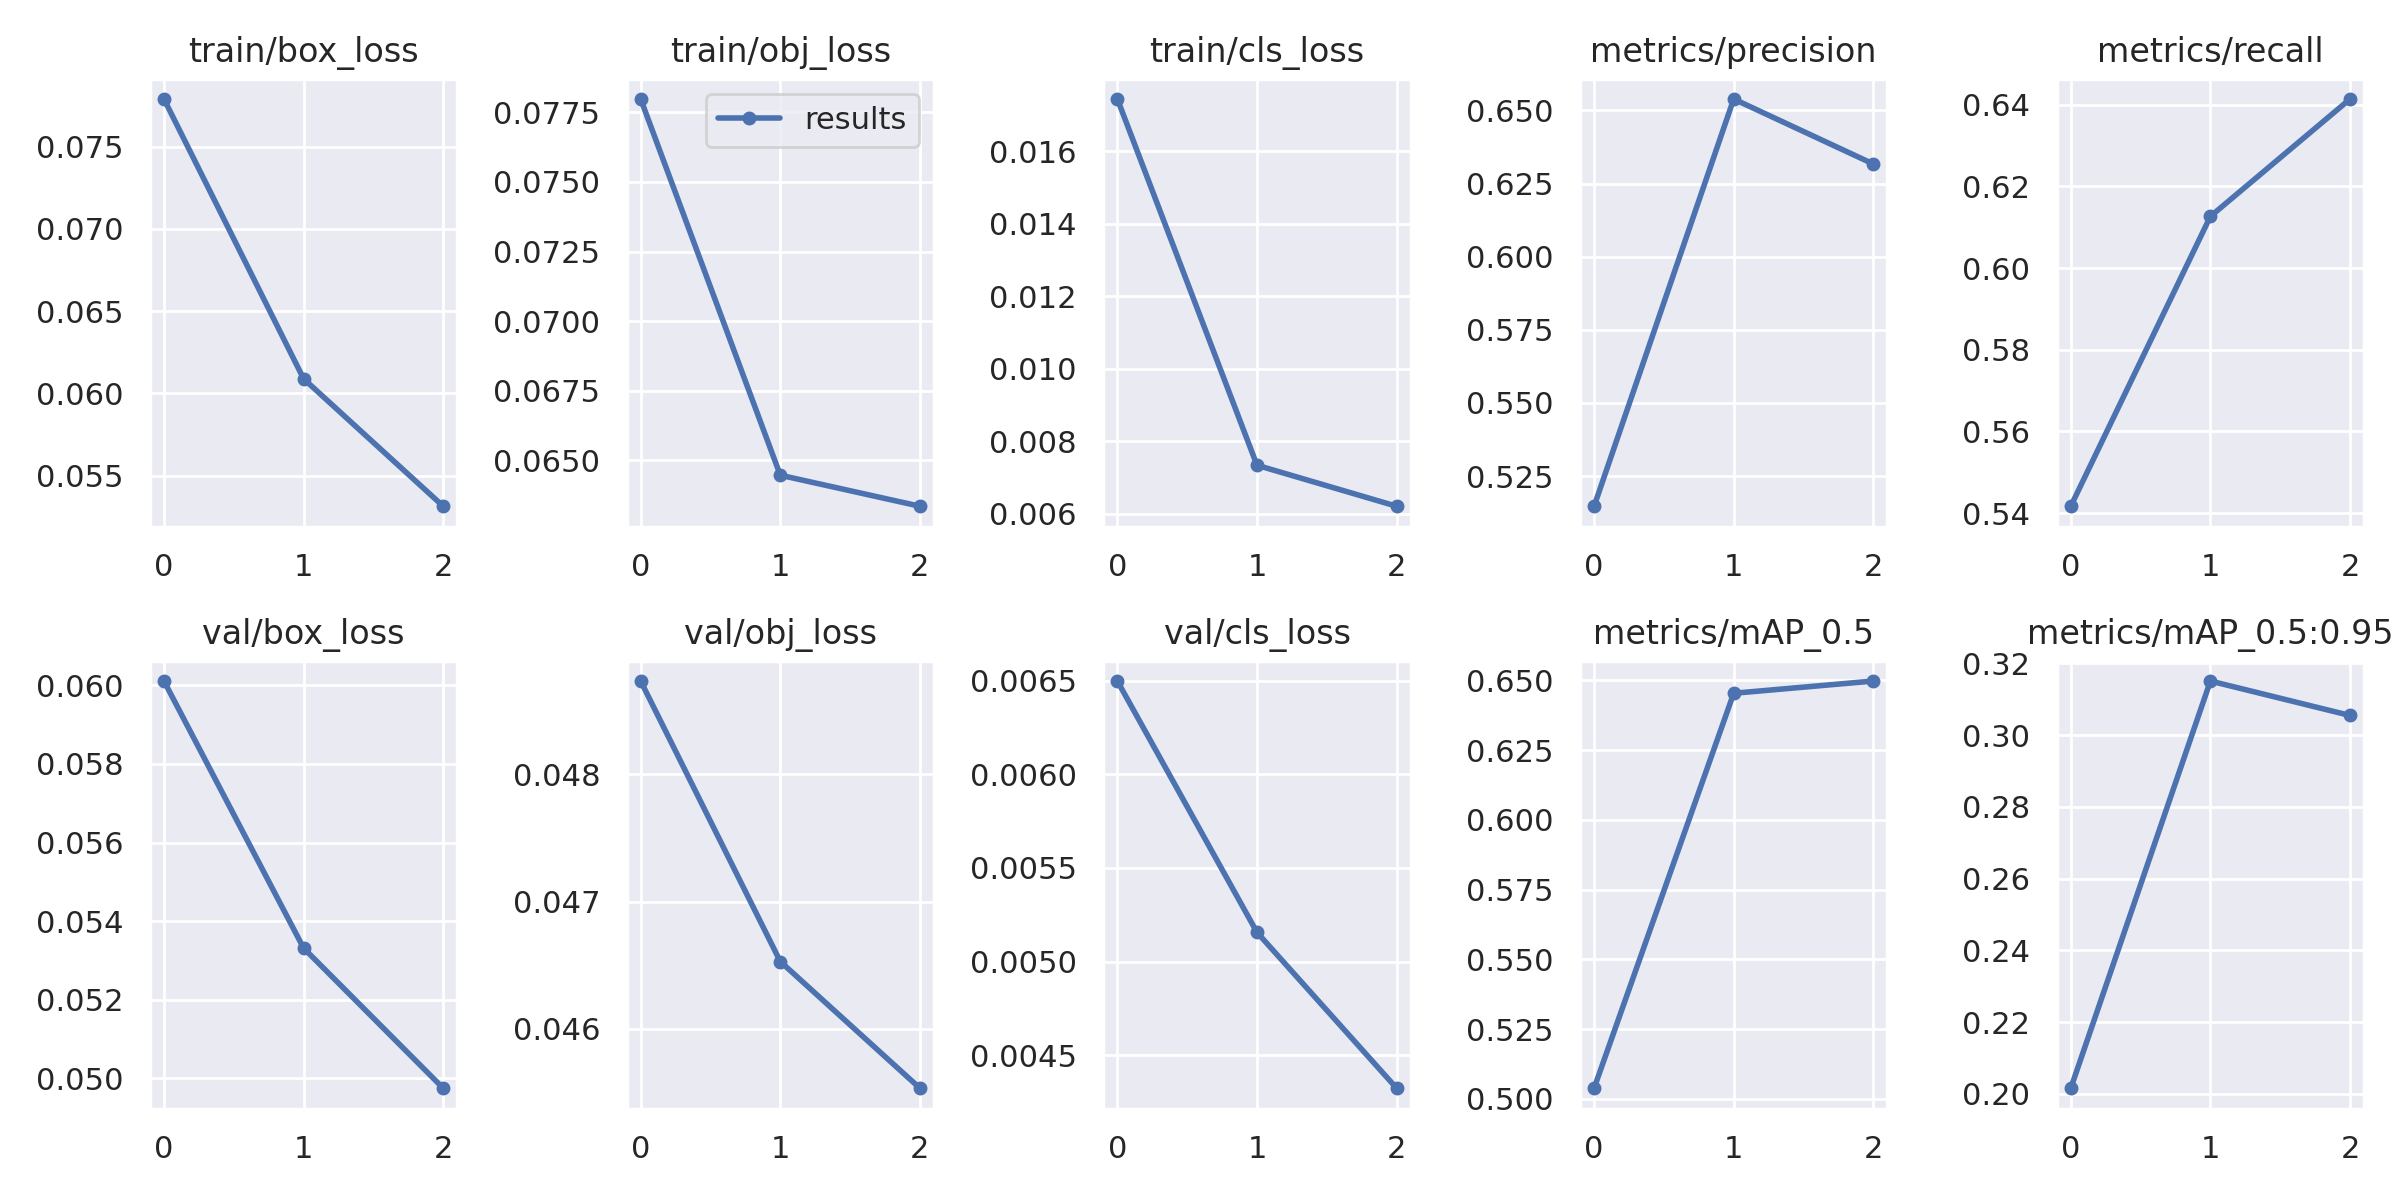 train/box_loss
0.075
0.070
0.065
0.060
0.055
0 1 2
train/obj_loss
results
0.0775
0.0750
0.0725
0.0700
0.0675
0.0650
0 1 2
train/cls_loss
0.016
0.014
0.012
0.010
0.008
0.006
0 1 2
metrics/precision
0.650
0.625
0.600
0.575
0.550
0.525
0 1 2
metrics/recall
0.64
0.62
0.60
0.58
0.56
0.54
0 1 2
val/box_loss
0.060
0.058
0.056
0.054
0.052
0.050
0 1 2
val/obj_loss
0.048
0.047
0.046
0 1 2
val/cls_loss
0.0065
0.0060
0.0055
0.0050
0.0045
0 1 2
metrics/mAP_0.5
0.650
0.625
0.600
0.575
0.550
0.525
0.500
0 1 2
metrics/mAP_0.5:0.95
0.32
0.30
0.28
0.26
0.24
0.22
0.20
0 1 2